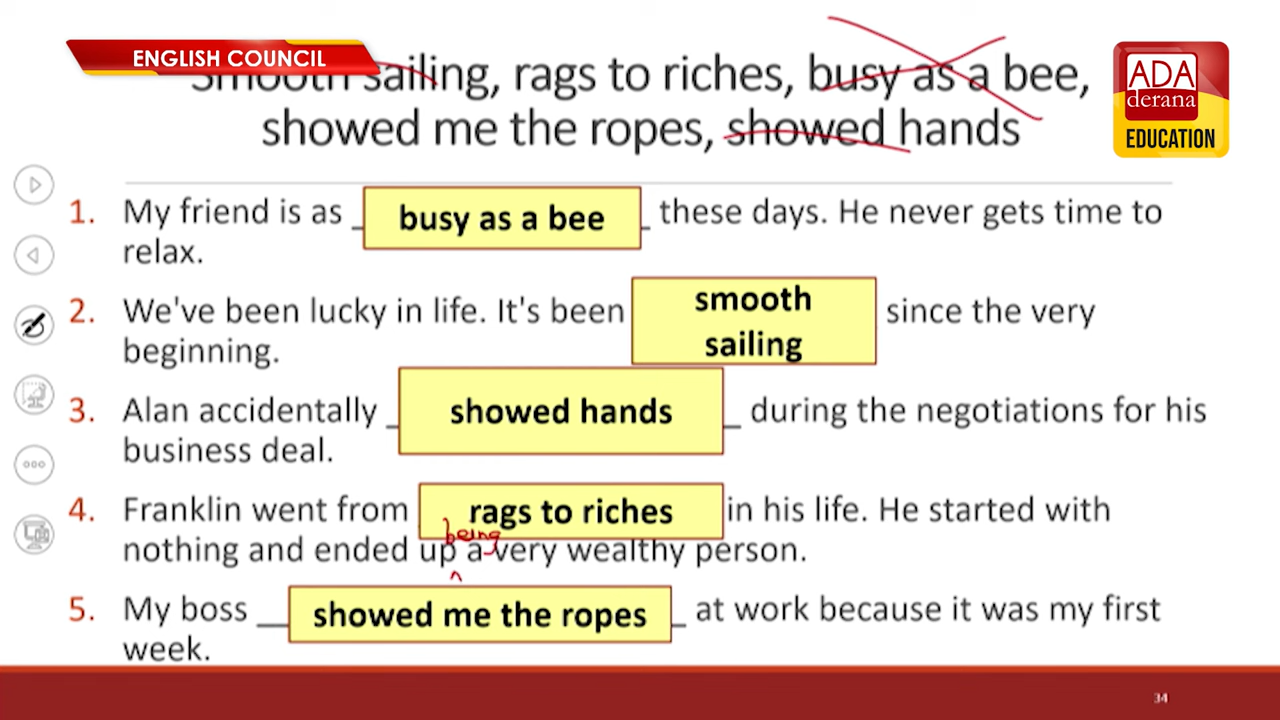 ENGLISH COUNCIL
Smooth sailing, rags to riches, busy as a bee,
showed me the ropes, showed hands
ADA
derana
EDUCATION
1. My friend is as _ busy as a bee _ these days. He never gets time to
relax.
2. We've been lucky in life. It's been smooth sailing since the very
beginning.
3. Alan accidentally _ showed hands _ during the negotiations for his
business deal.
4. Franklin went from rags to riches in his life. He started with
being
nothing and ended up a very wealthy person.
5. My boss __ showed me the ropes _ at work because it was my first
week.
34